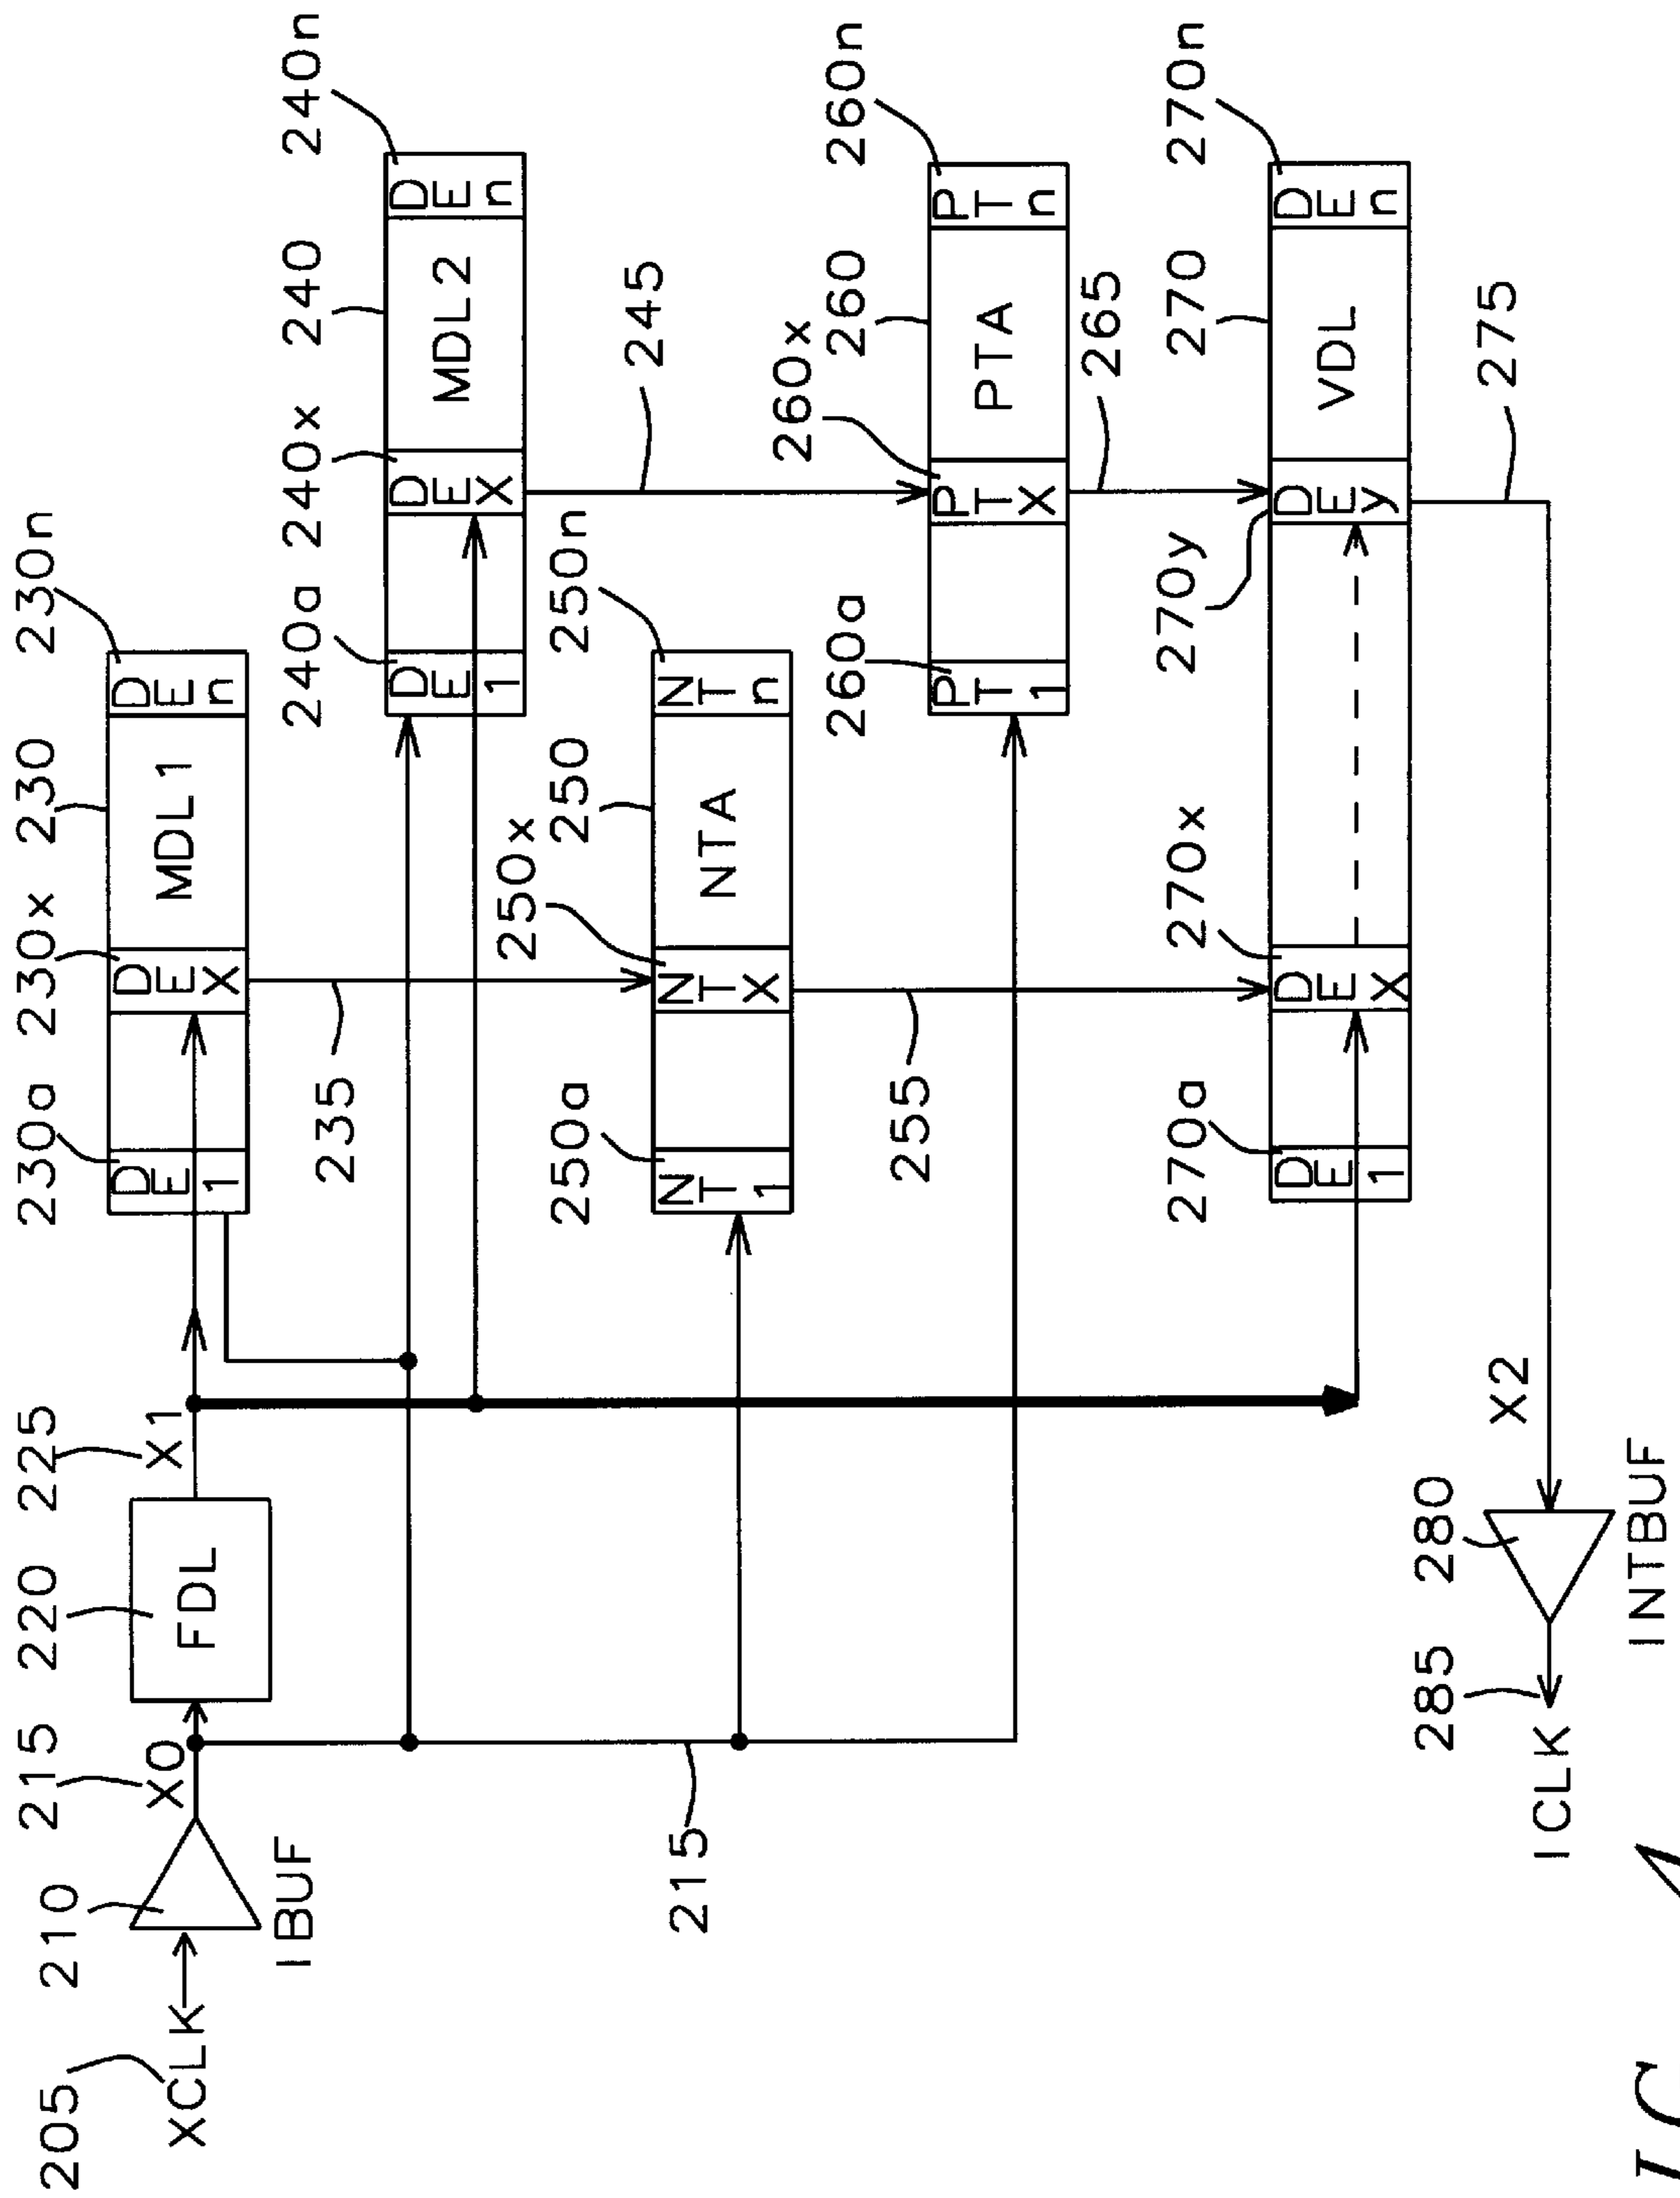 230a 230x 230 230n
205 210 215 220 225
DE1 DEX MDL1 DEn
XCLK X0 FDL X1
IBUF
240a 240x 240 240n
DE1 DEX MDL2 DEn
235
245
250a 250x 250 250n
NT1 NTX NTA NTn
215
255
260a 260x 260 260n
PT1 PTX PTA PTn
265
270a 270x 270y 270 270n
DE1 DEX DEy VDL DEn
275
285 280 X2
ICLK
INTBUF